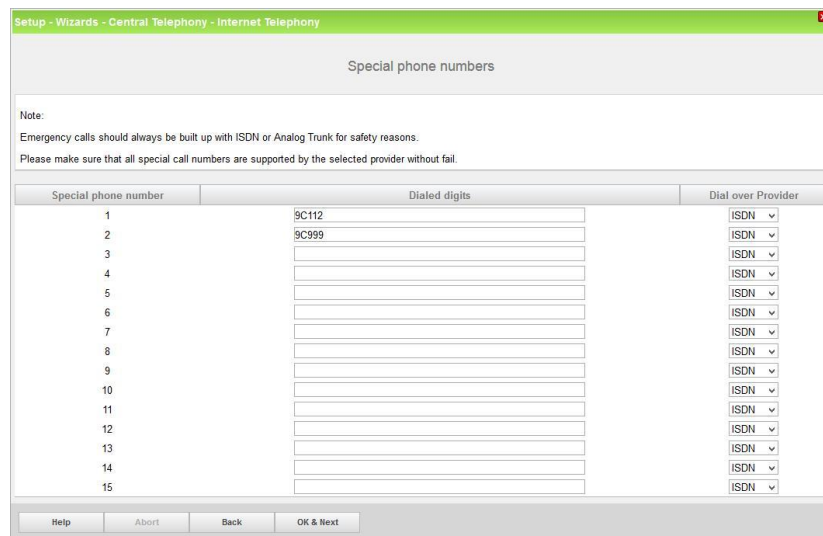 Setup - Wizards - Central Telephony - Internet Telephony
Special phone numbers
Note:
Emergency calls should always be built up with ISDN or Analog Trunk for safety reasons.
Please make sure that all special call numbers are supported by the selected provider without fail.
Special phone number Dialed digits Dial over Provider
1 9C112 ISDN
2 9C999 ISDN
3 ISDN
4 ISDN
5 ISDN
6 ISDN
7 ISDN
8 ISDN
9 ISDN
10 ISDN
11 ISDN
12 ISDN
13 ISDN
14 ISDN
15 ISDN
Help Abort Back OK & Next